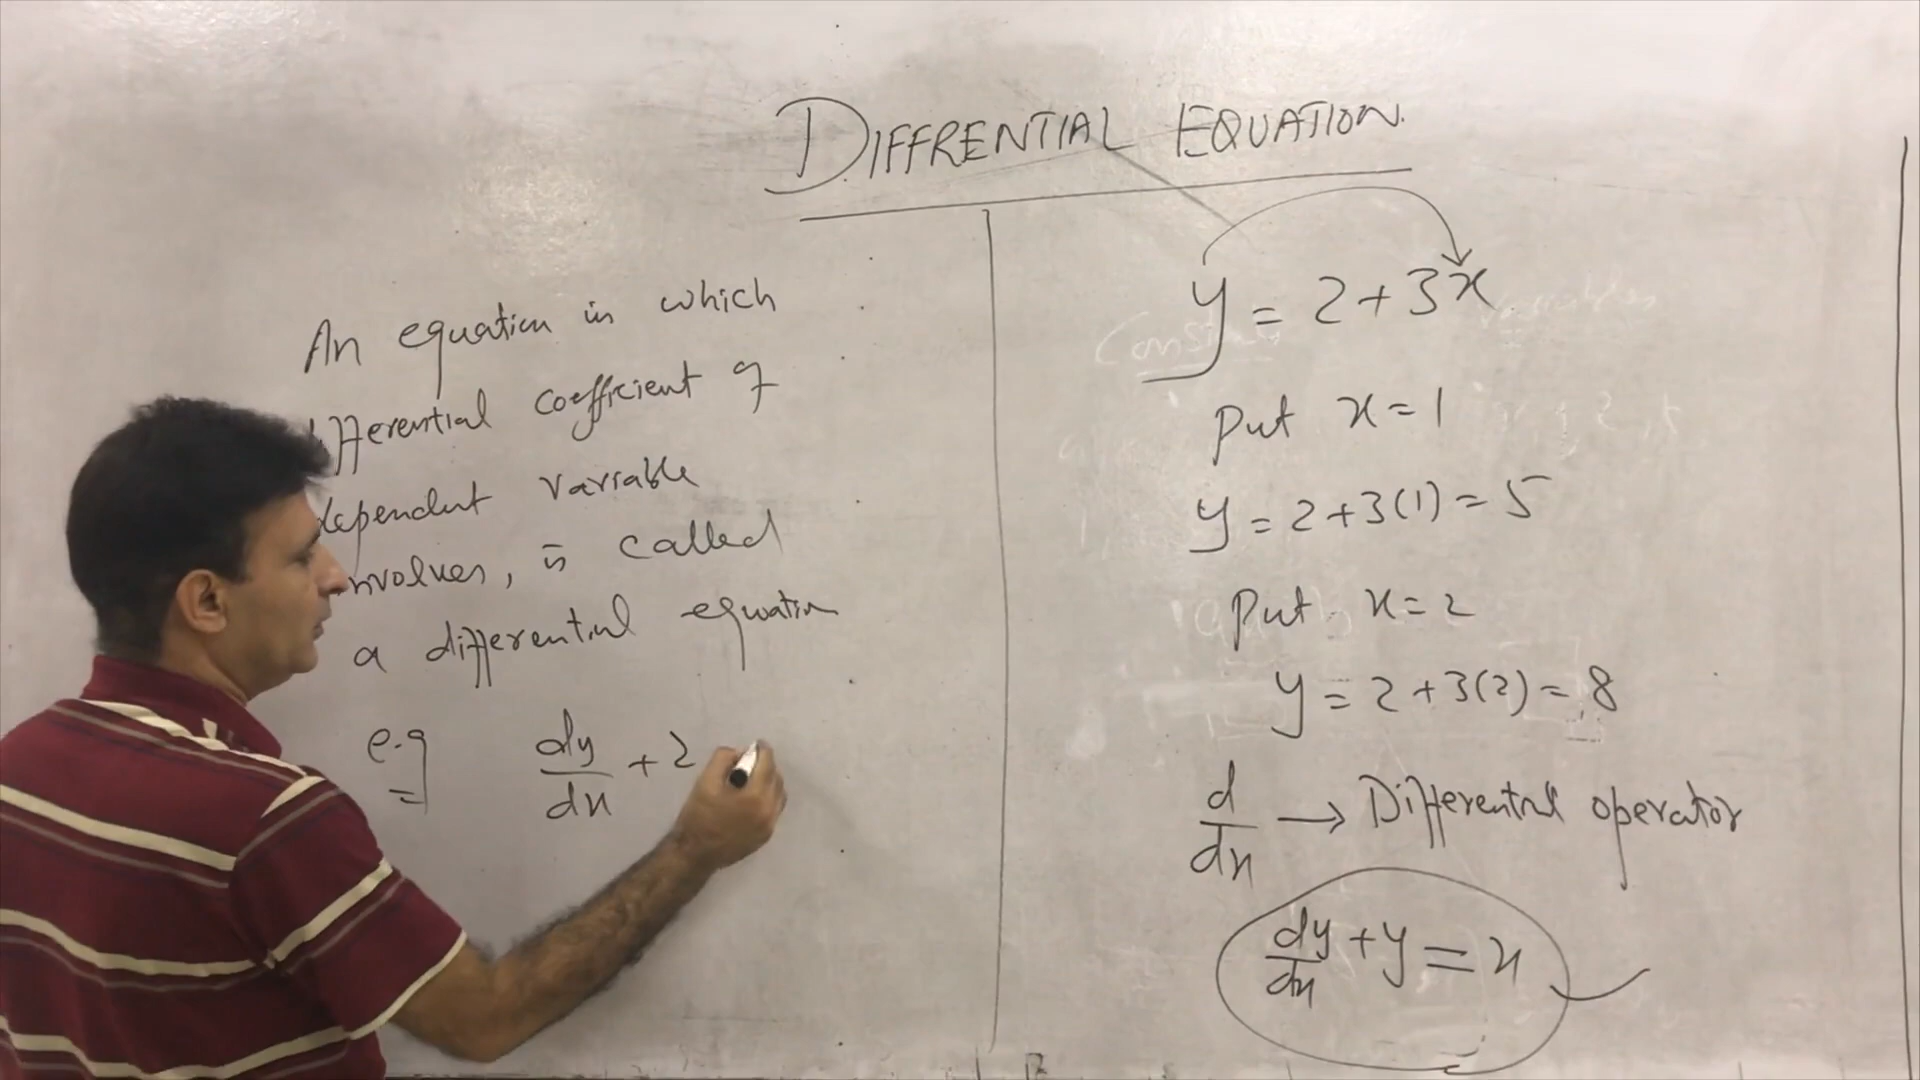 DIFFRENTIAL EQUATION.
An equation in which
differential coefficient of
dependent variable
involves, is called
a differential equation
e.g dy/dx + 2
y = 2 + 3x
Put x = 1
y = 2 + 3(1) = 5
Put x = 2
y = 2 + 3(2) = 8
d/dx → Differential operator
dy/dx + y = x